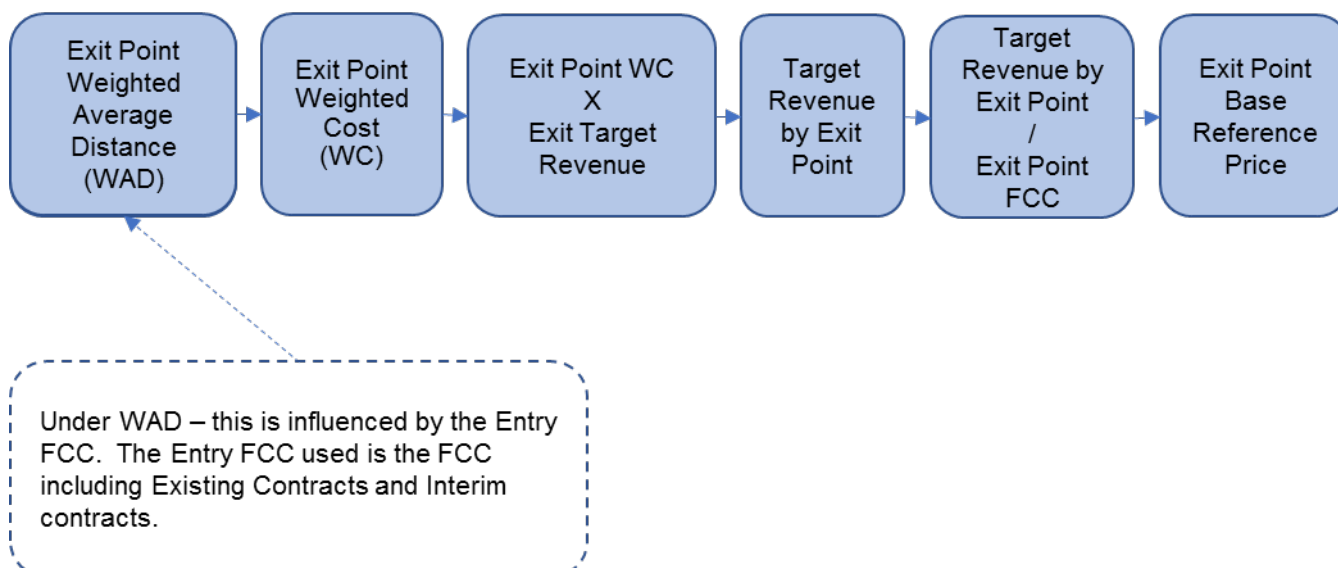 Exit Point
Weighted
Average
Distance
(WAD)
Exit Point
Weighted
Cost
(WC)
Exit Point WC
X
Exit Target
Revenue
Target
Revenue
by Exit
Point
Target
Revenue by
Exit Point
/
Exit Point
FCC
Exit Point
Base
Reference
Price
Under WAD – this is influenced by the Entry
FCC.  The Entry FCC used is the FCC
including Existing Contracts and Interim
contracts.